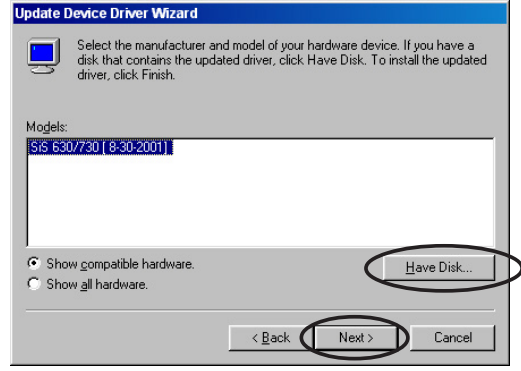 Update Device Driver Wizard
Select the manufacturer and model of your hardware device. If you have a
disk that contains the updated driver, click Have Disk. To install the updated
driver, click Finish.
Models:
SiS 630/730 [ 8-30-2001]
Show compatible hardware.
Have Disk...
Show all hardware.
< Back
Next >
Cancel